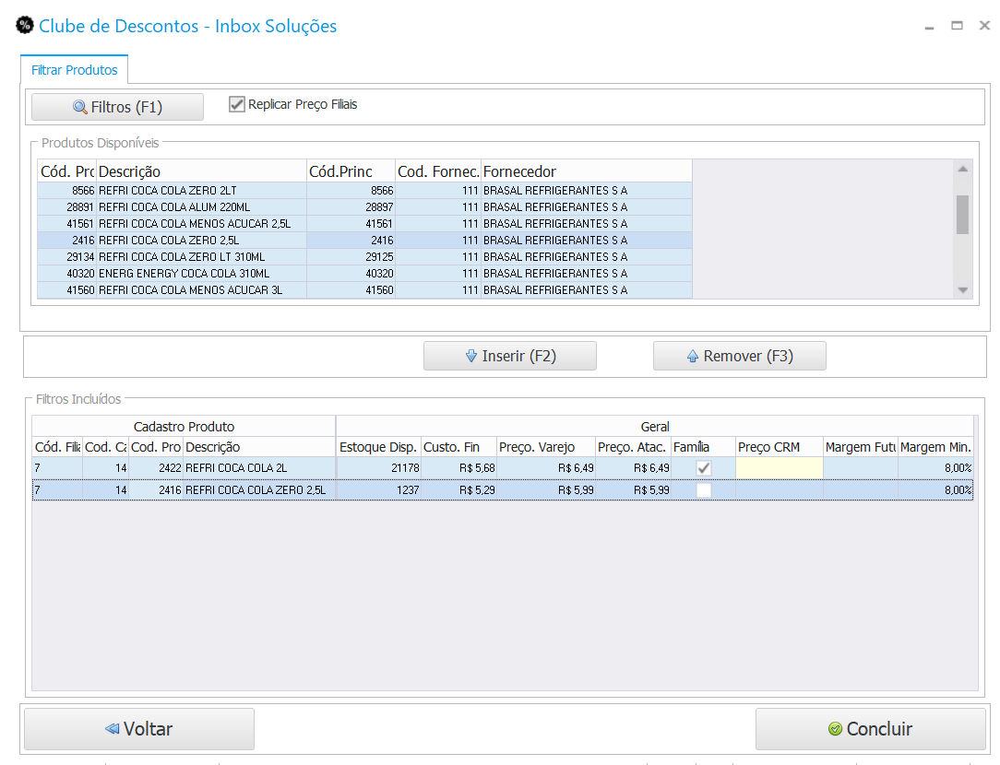 Clube de Descontos - Inbox Soluções
Filtrar Produtos
Filtros (F1) Replicar Preço Filiais
Produtos Disponíveis
Cód. Prc Descrição Cód.Princ Cod. Fornec. Fornecedor
8566 REFRI COCA COLA ZERO 2LT 8566 111 BRASAL REFRIGERANTES S A
28891 REFRI COCA COLA ALUM 220ML 28897 111 BRASAL REFRIGERANTES S A
41561 REFRI COCA COLA MENOS ACUCAR 2,5L 41561 111 BRASAL REFRIGERANTES S A
2416 REFRI COCA COLA ZERO 2,5L 2416 111 BRASAL REFRIGERANTES S A
29134 REFRI COCA COLA ZERO LT 310ML 29125 111 BRASAL REFRIGERANTES S A
40320 ENERG ENERGY COCA COLA 310ML 40320 111 BRASAL REFRIGERANTES S A
41560 REFRI COCA COLA MENOS ACUCAR 3L 41560 111 BRASAL REFRIGERANTES S A
Inserir (F2) Remover (F3)
Filtros Incluídos
Cadastro Produto Geral
Cód. Filia Cod. Ca Cod. Pro Descrição Estoque Disp. Custo. Fin Preço. Varejo Preço. Atac. Família Preço CRM Margem Futu Margem Min.
7 14 2422 REFRI COCA COLA 2L 21178 R$ 5,68 R$ 6,49 R$ 6,49 8,00%
7 14 2416 REFRI COCA COLA ZERO 2,5L 1237 R$ 5,29 R$ 5,99 R$ 5,99 8,00%
Voltar Concluir